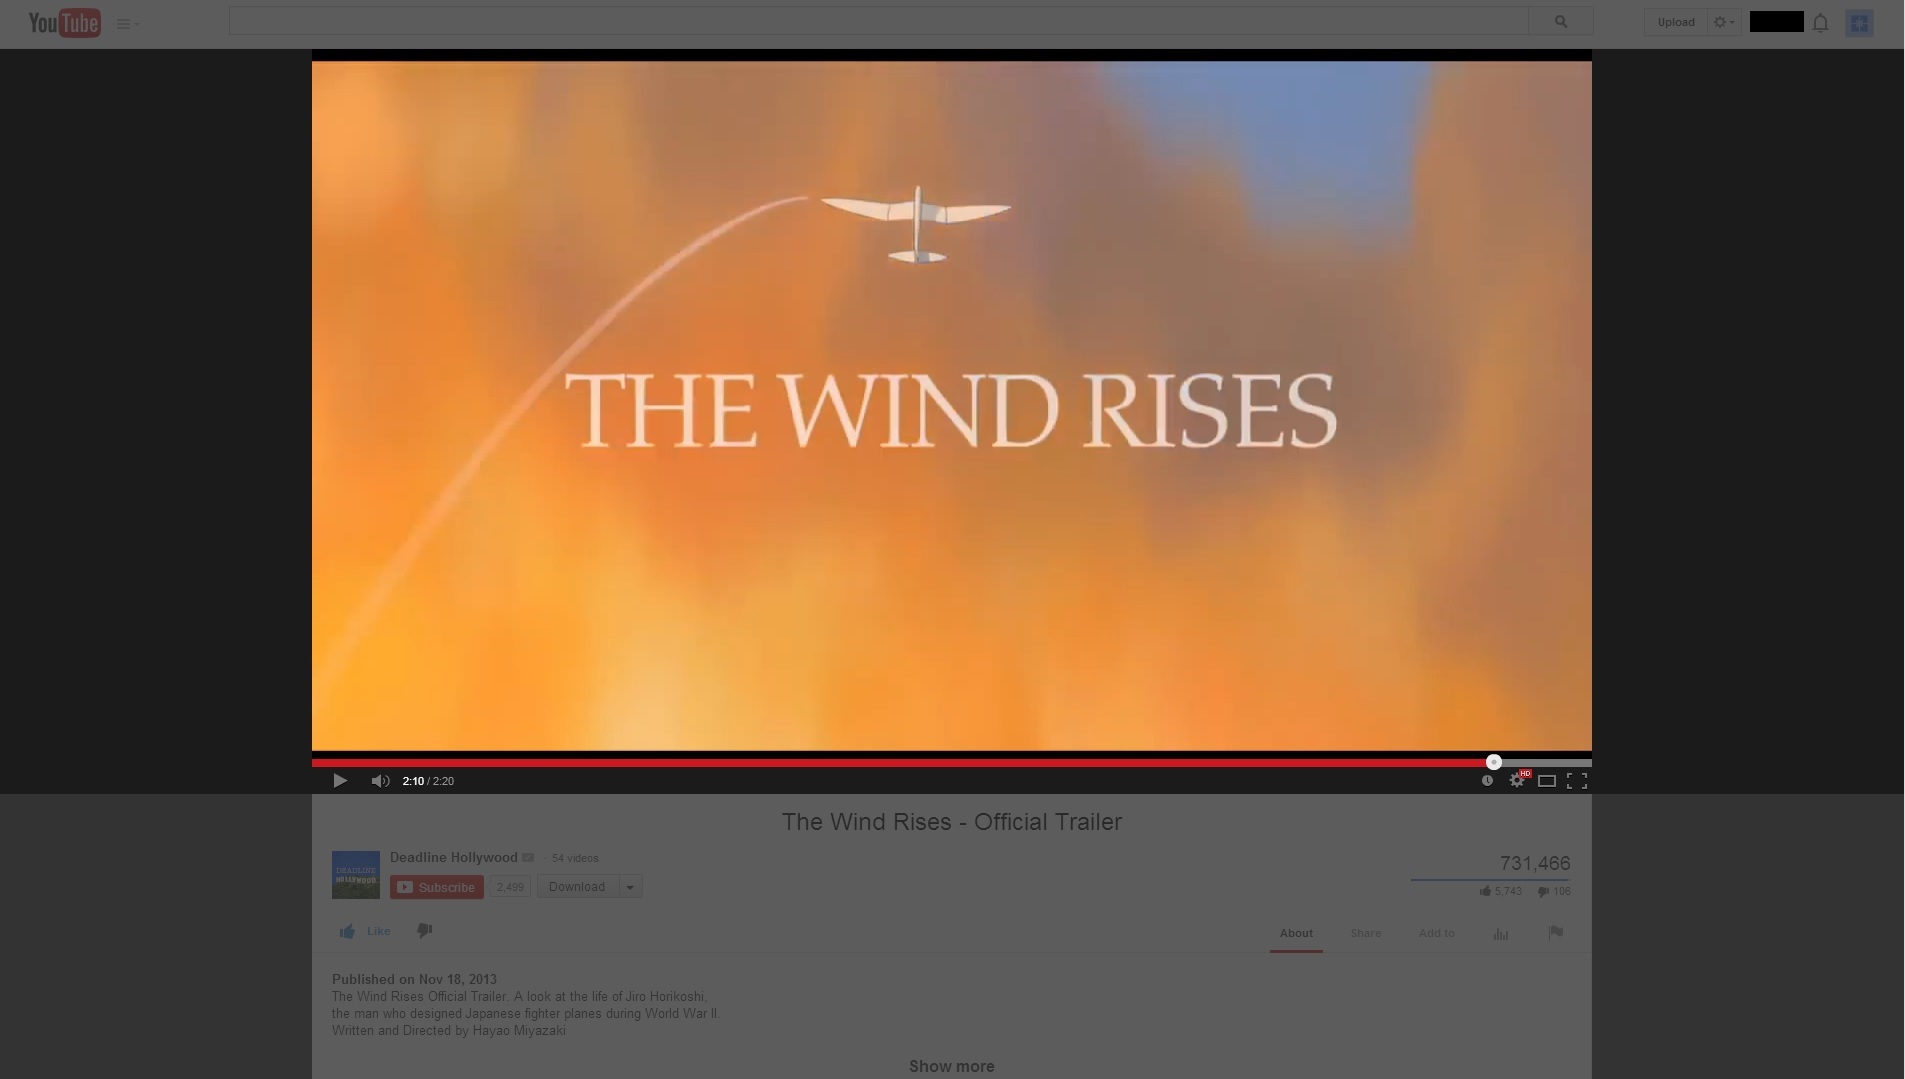 YouTube
Upload
THE WIND RISES
2:10 / 2:20
HD
The Wind Rises - Official Trailer
DEADLINE
HOLLYWOOD
Deadline Hollywood · 54 videos
Subscribe 2,499 Download
731,466
5,743 106
Like
About Share Add to
Published on Nov 18, 2013
The Wind Rises Official Trailer. A look at the life of Jiro Horikoshi,
the man who designed Japanese fighter planes during World War II.
Written and Directed by Hayao Miyazaki
Show more